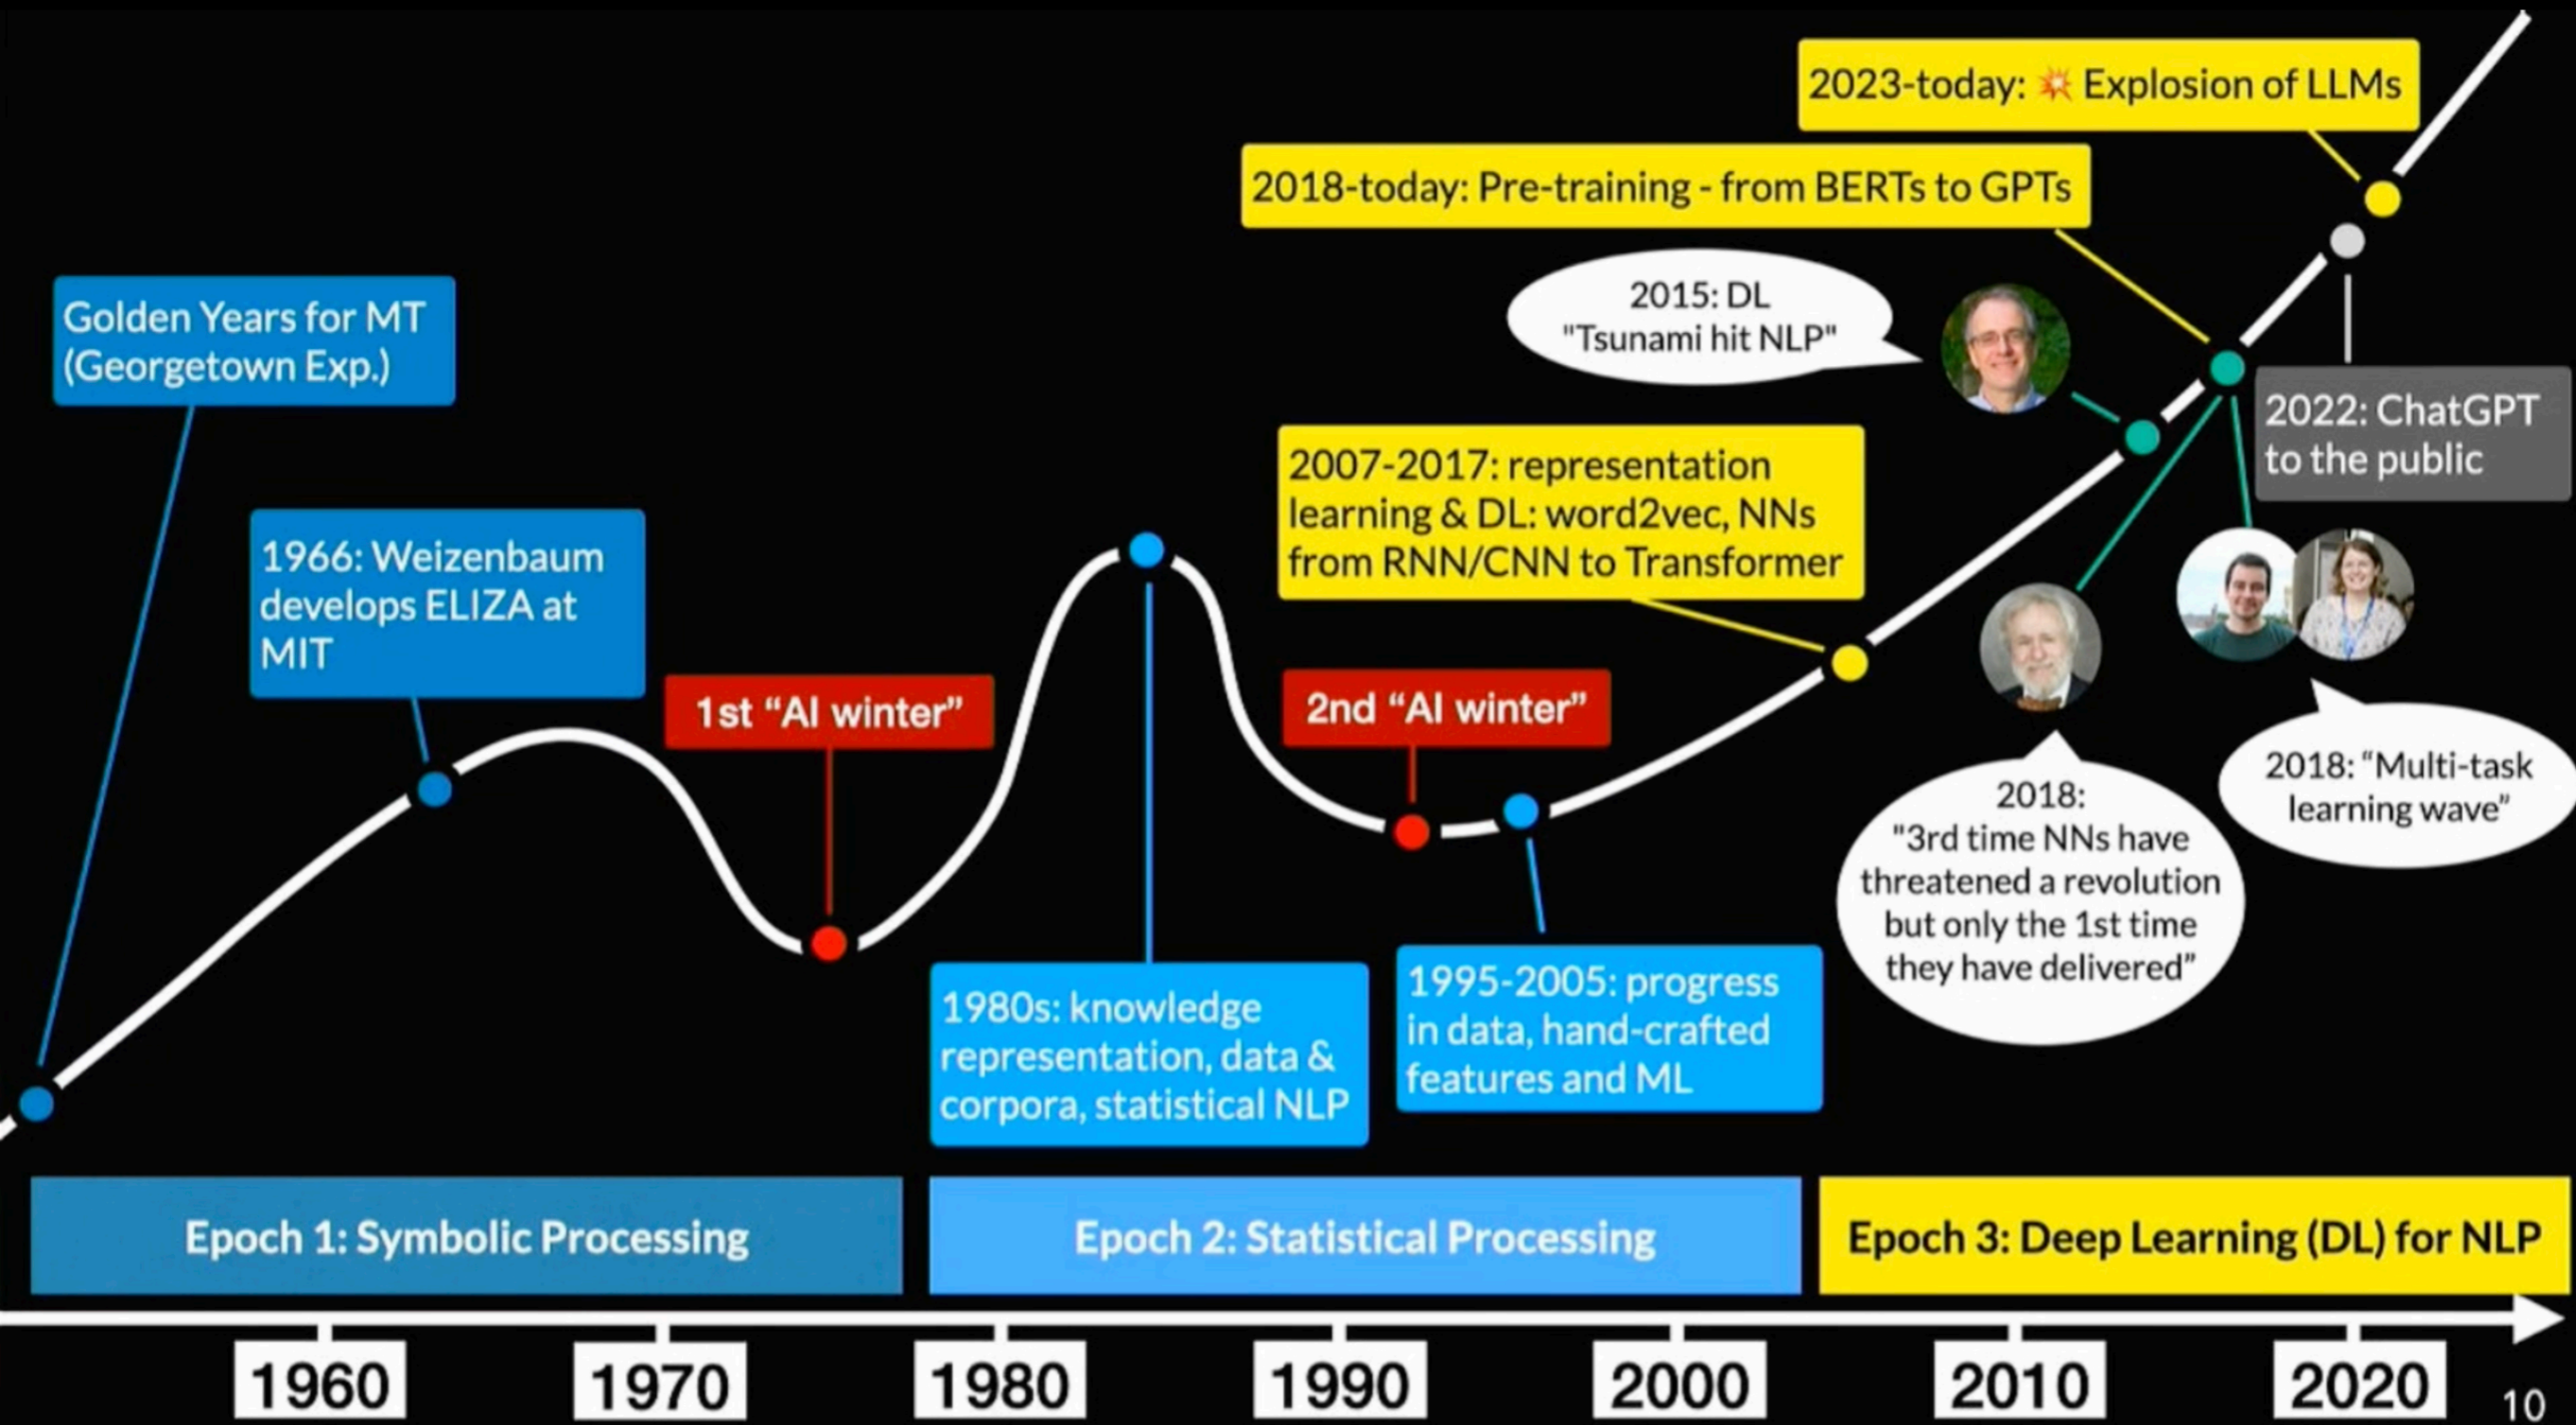 2023-today: 💥 Explosion of LLMs
2018-today: Pre-training - from BERTs to GPTs
2015: DL
"Tsunami hit NLP"
Golden Years for MT
(Georgetown Exp.)
2022: ChatGPT
to the public
2007-2017: representation
learning & DL: word2vec, NNs
from RNN/CNN to Transformer
1966: Weizenbaum
develops ELIZA at
MIT
1st “AI winter”
2nd “AI winter”
2018: “Multi-task
learning wave”
2018:
"3rd time NNs have
threatened a revolution
but only the 1st time
they have delivered”
1980s: knowledge
representation, data &
corpora, statistical NLP
1995-2005: progress
in data, hand-crafted
features and ML
Epoch 1: Symbolic Processing
Epoch 2: Statistical Processing
Epoch 3: Deep Learning (DL) for NLP
1960
1970
1980
1990
2000
2010
2020
10